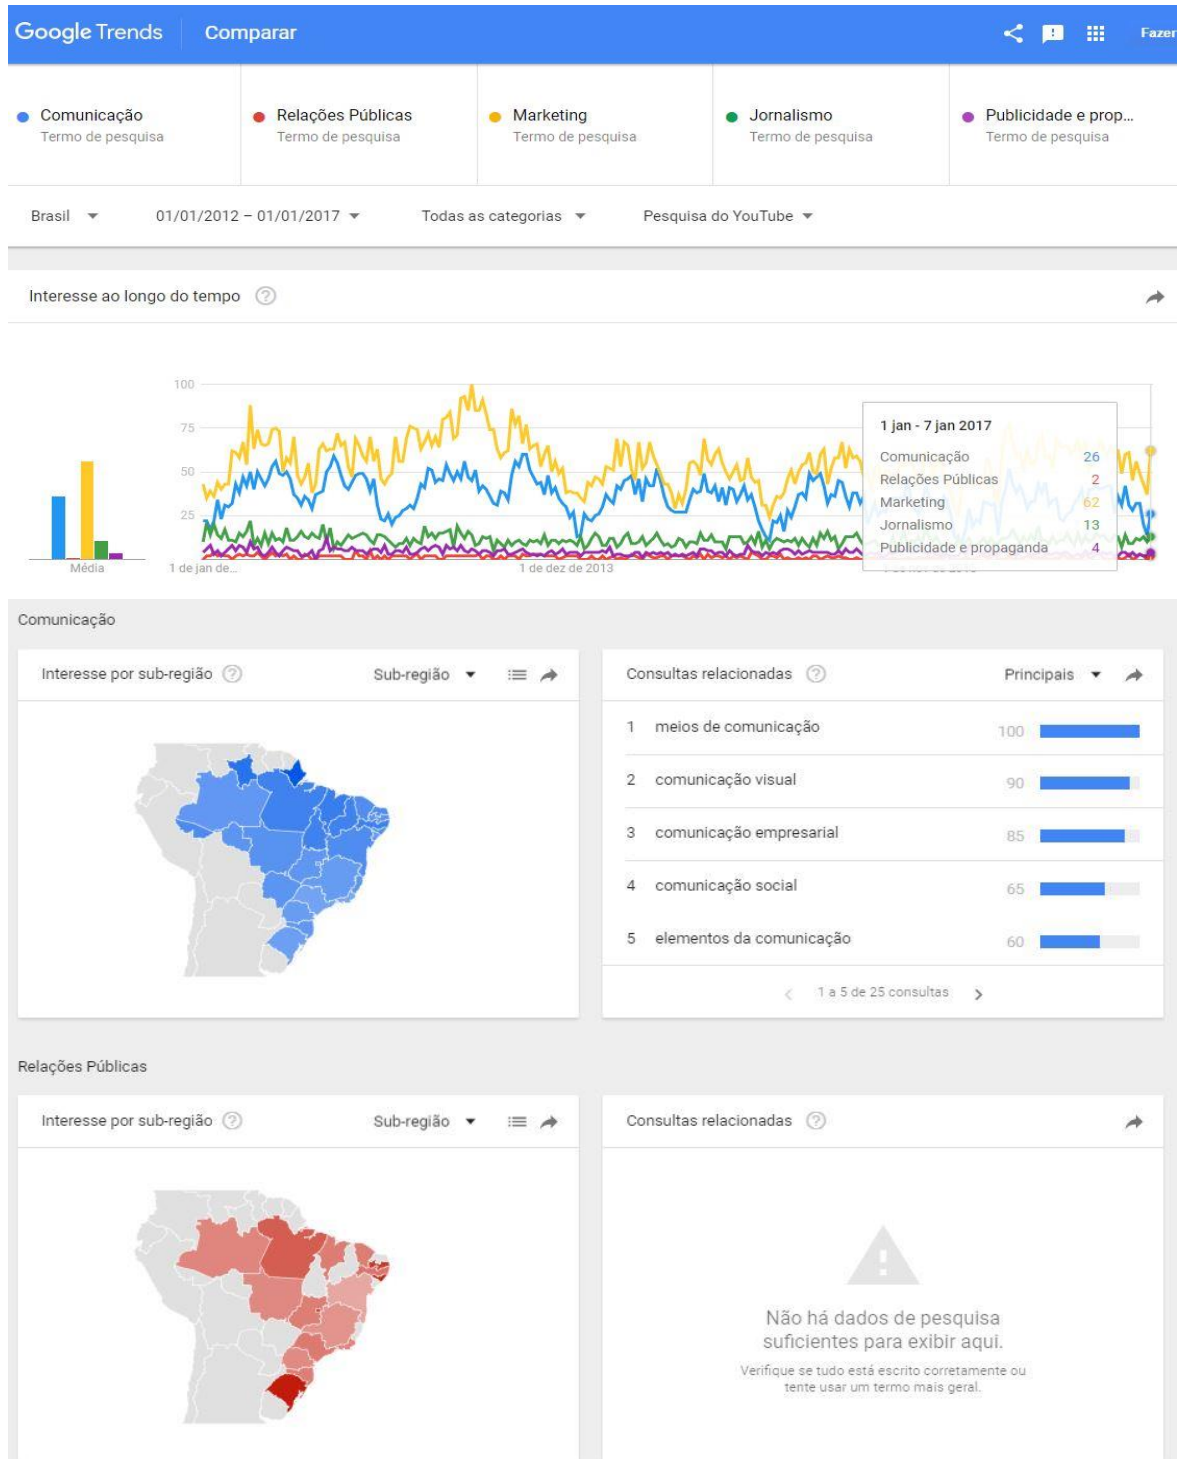 Google Trends Comparar Fazer
Comunicação
Termo de pesquisa
Relações Públicas
Termo de pesquisa
Marketing
Termo de pesquisa
Jornalismo
Termo de pesquisa
Publicidade e prop...
Termo de pesquisa
Brasil 01/01/2012 – 01/01/2017 Todas as categorias Pesquisa do YouTube
Interesse ao longo do tempo
100
75
50
25
Média
1 de jan de...
1 de dez de 2013
1 jan - 7 jan 2017
Comunicação 26
Relações Públicas 2
Marketing 62
Jornalismo 13
Publicidade e propaganda 4
Comunicação
Interesse por sub-região Sub-região
Consultas relacionadas Principais
1 meios de comunicação 100
2 comunicação visual 90
3 comunicação empresarial 85
4 comunicação social 65
5 elementos da comunicação 60
1 a 5 de 25 consultas
Relações Públicas
Interesse por sub-região Sub-região
Consultas relacionadas
Não há dados de pesquisa
suficientes para exibir aqui.
Verifique se tudo está escrito corretamente ou
tente usar um termo mais geral.